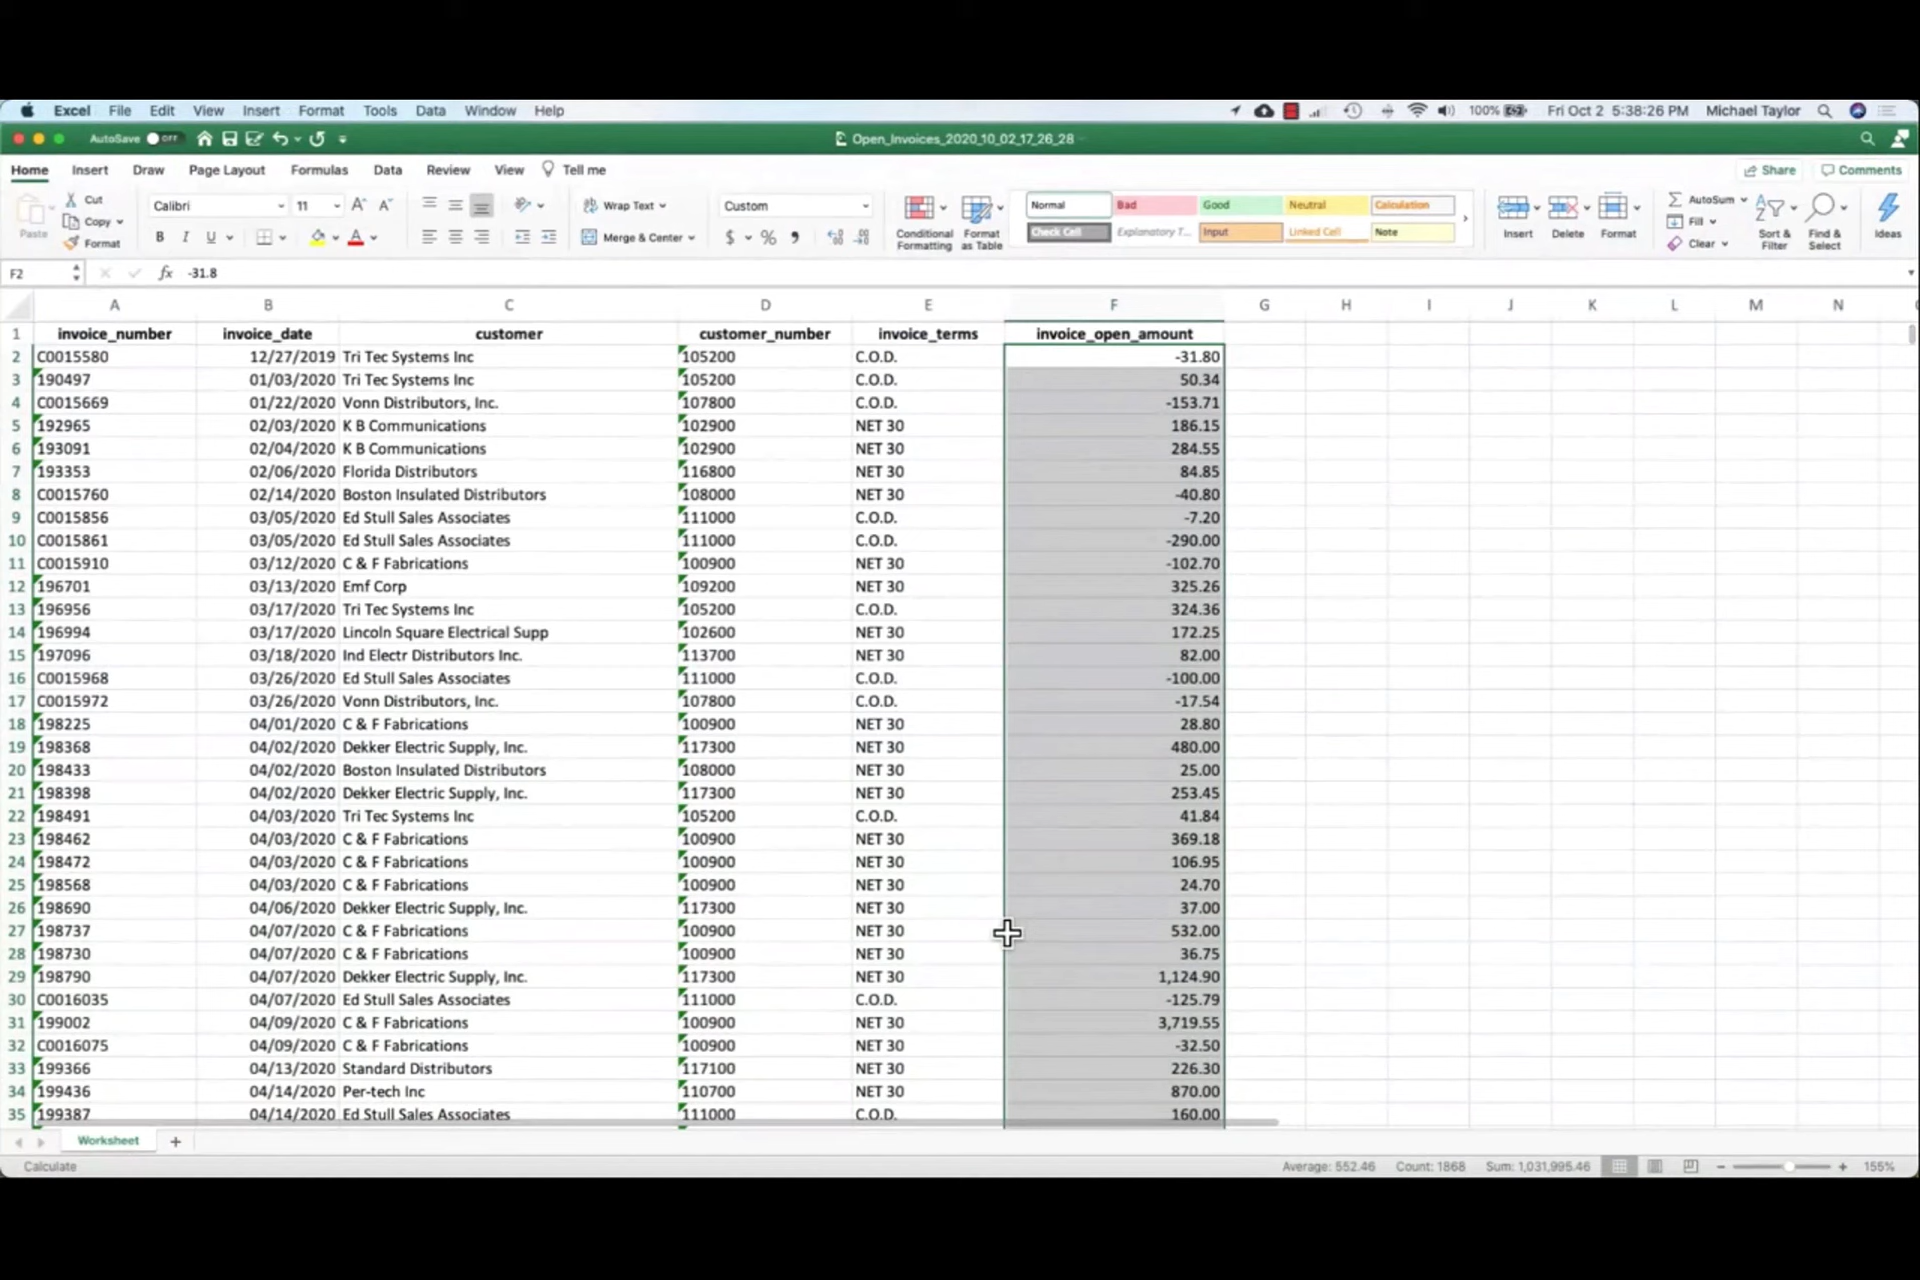 Excel File Edit View Insert Format Tools Data Window Help 100% Fri Oct 2 5:38:26 PM Michael Taylor
AutoSave OFF Open_Invoices_2020_10_02_17_26_28
Home Insert Draw Page Layout Formulas Data Review View Tell me Share Comments
Paste Cut Copy Format
Calibri 11 Wrap Text Custom
B I U Merge & Center $ % ,
Conditional Formatting Format as Table
Normal Bad Good Neutral Calculation
Check Cell Explanatory T... Input Linked Cell Note
Insert Delete Format
AutoSum Fill Clear
Sort & Filter Find & Select Ideas
F2 fx -31.8
A B C D E F G H I J K L M N
1 invoice_number invoice_date customer customer_number invoice_terms invoice_open_amount
2 C0015580 12/27/2019 Tri Tec Systems Inc 105200 C.O.D. -31.80
3 190497 01/03/2020 Tri Tec Systems Inc 105200 C.O.D. 50.34
4 C0015669 01/22/2020 Vonn Distributors, Inc. 107800 C.O.D. -153.71
5 192965 02/03/2020 K B Communications 102900 NET 30 186.15
6 193091 02/04/2020 K B Communications 102900 NET 30 284.55
7 193353 02/06/2020 Florida Distributors 116800 NET 30 84.85
8 C0015760 02/14/2020 Boston Insulated Distributors 108000 NET 30 -40.80
9 C0015856 03/05/2020 Ed Stull Sales Associates 111000 C.O.D. -7.20
10 C0015861 03/05/2020 Ed Stull Sales Associates 111000 C.O.D. -290.00
11 C0015910 03/12/2020 C & F Fabrications 100900 NET 30 -102.70
12 196701 03/13/2020 Emf Corp 109200 NET 30 325.26
13 196956 03/17/2020 Tri Tec Systems Inc 105200 C.O.D. 324.36
14 196994 03/17/2020 Lincoln Square Electrical Supp 102600 NET 30 172.25
15 197096 03/18/2020 Ind Electr Distributors Inc. 113700 NET 30 82.00
16 C0015968 03/26/2020 Ed Stull Sales Associates 111000 C.O.D. -100.00
17 C0015972 03/26/2020 Vonn Distributors, Inc. 107800 C.O.D. -17.54
18 198225 04/01/2020 C & F Fabrications 100900 NET 30 28.80
19 198368 04/02/2020 Dekker Electric Supply, Inc. 117300 NET 30 480.00
20 198433 04/02/2020 Boston Insulated Distributors 108000 NET 30 25.00
21 198398 04/02/2020 Dekker Electric Supply, Inc. 117300 NET 30 253.45
22 198491 04/03/2020 Tri Tec Systems Inc 105200 C.O.D. 41.84
23 198462 04/03/2020 C & F Fabrications 100900 NET 30 369.18
24 198472 04/03/2020 C & F Fabrications 100900 NET 30 106.95
25 198568 04/03/2020 C & F Fabrications 100900 NET 30 24.70
26 198690 04/06/2020 Dekker Electric Supply, Inc. 117300 NET 30 37.00
27 198737 04/07/2020 C & F Fabrications 100900 NET 30 532.00
28 198730 04/07/2020 C & F Fabrications 100900 NET 30 36.75
29 198790 04/07/2020 Dekker Electric Supply, Inc. 117300 NET 30 1,124.90
30 C0016035 04/07/2020 Ed Stull Sales Associates 111000 C.O.D. -125.79
31 199002 04/09/2020 C & F Fabrications 100900 NET 30 3,719.55
32 C0016075 04/09/2020 C & F Fabrications 100900 NET 30 -32.50
33 199366 04/13/2020 Standard Distributors 117100 NET 30 226.30
34 199436 04/14/2020 Per-tech Inc 110700 NET 30 870.00
35 199387 04/14/2020 Ed Stull Sales Associates 111000 C.O.D. 160.00
Worksheet +
Calculate Average: 552.46 Count: 1868 Sum: 1,031,995.46 155%